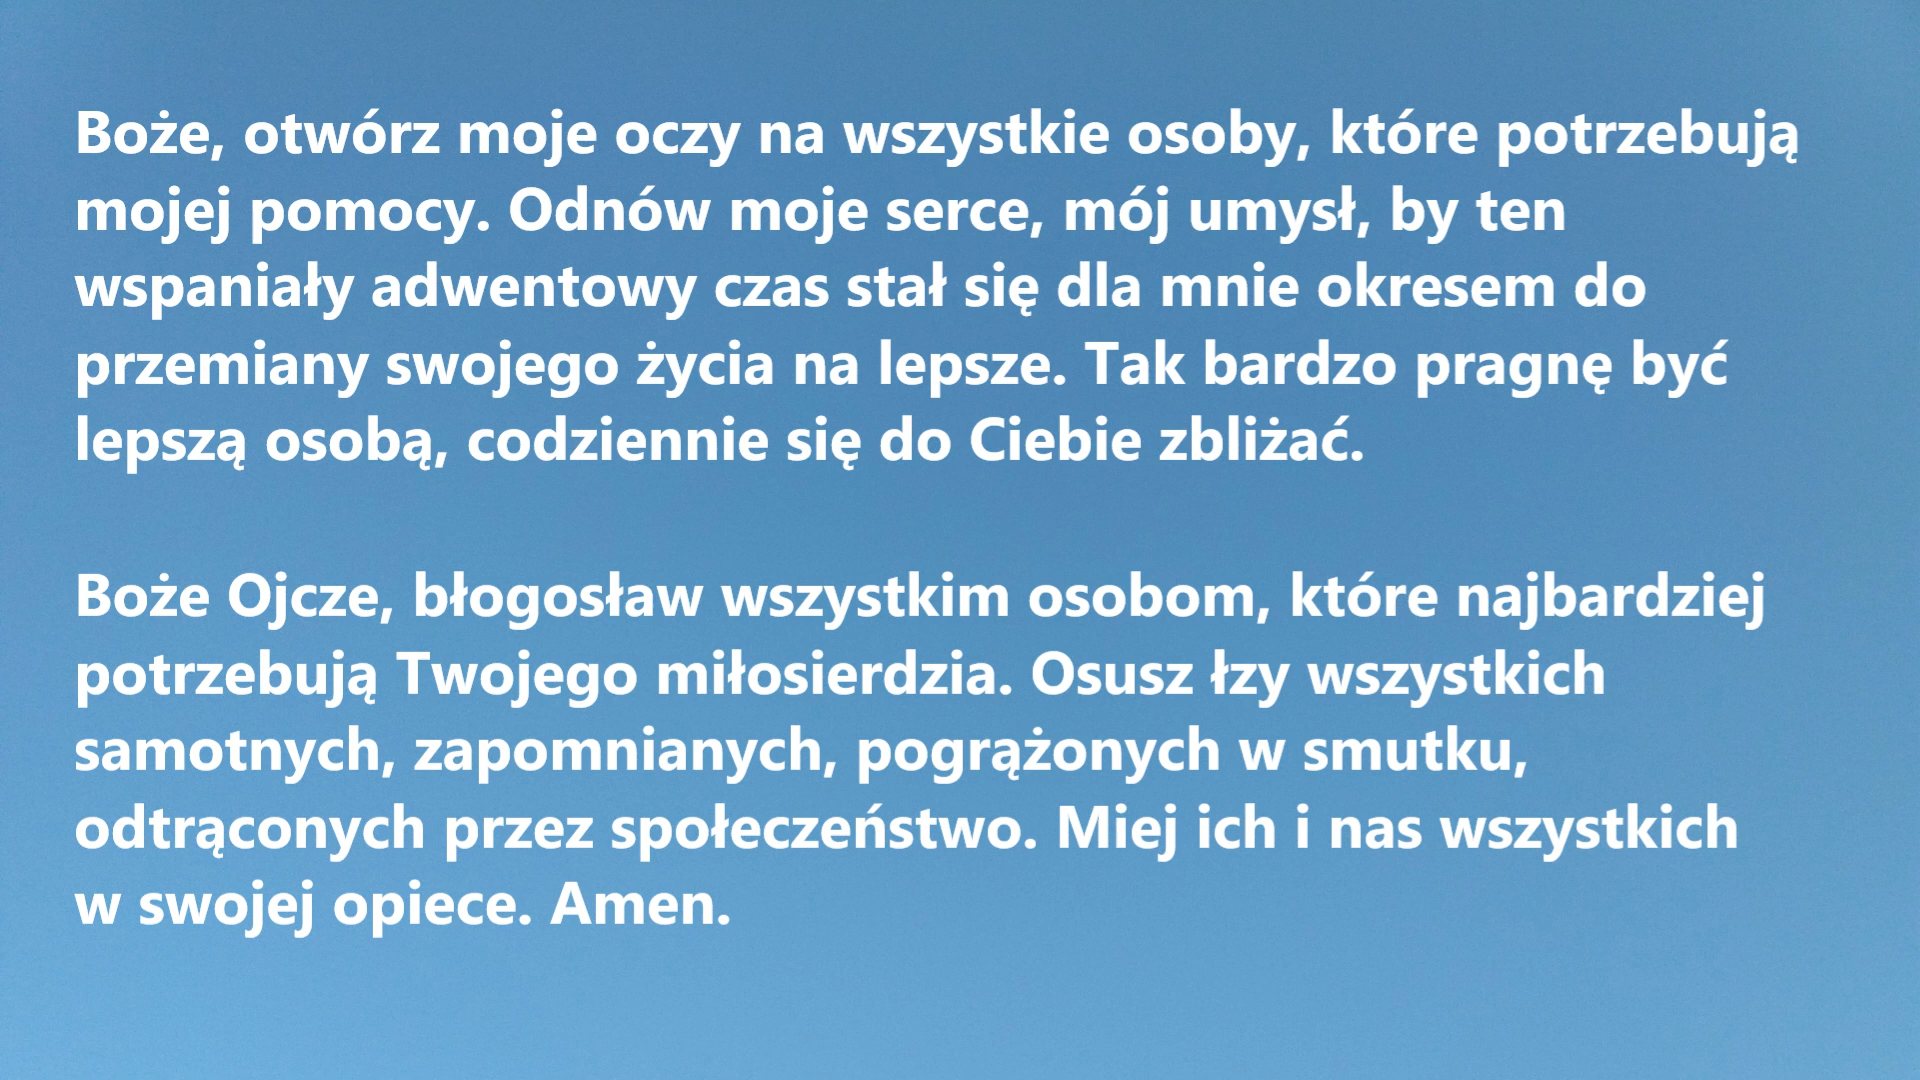 Boże, otwórz moje oczy na wszystkie osoby, które potrzebują
mojej pomocy. Odnów moje serce, mój umysł, by ten
wspaniały adwentowy czas stał się dla mnie okresem do
przemiany swojego życia na lepsze. Tak bardzo pragnę być
lepszą osobą, codziennie się do Ciebie zbliżać.

Boże Ojcze, błogosław wszystkim osobom, które najbardziej
potrzebują Twojego miłosierdzia. Osusz łzy wszystkich
samotnych, zapomnianych, pogrążonych w smutku,
odtrąconych przez społeczeństwo. Miej ich i nas wszystkich
w swojej opiece. Amen.